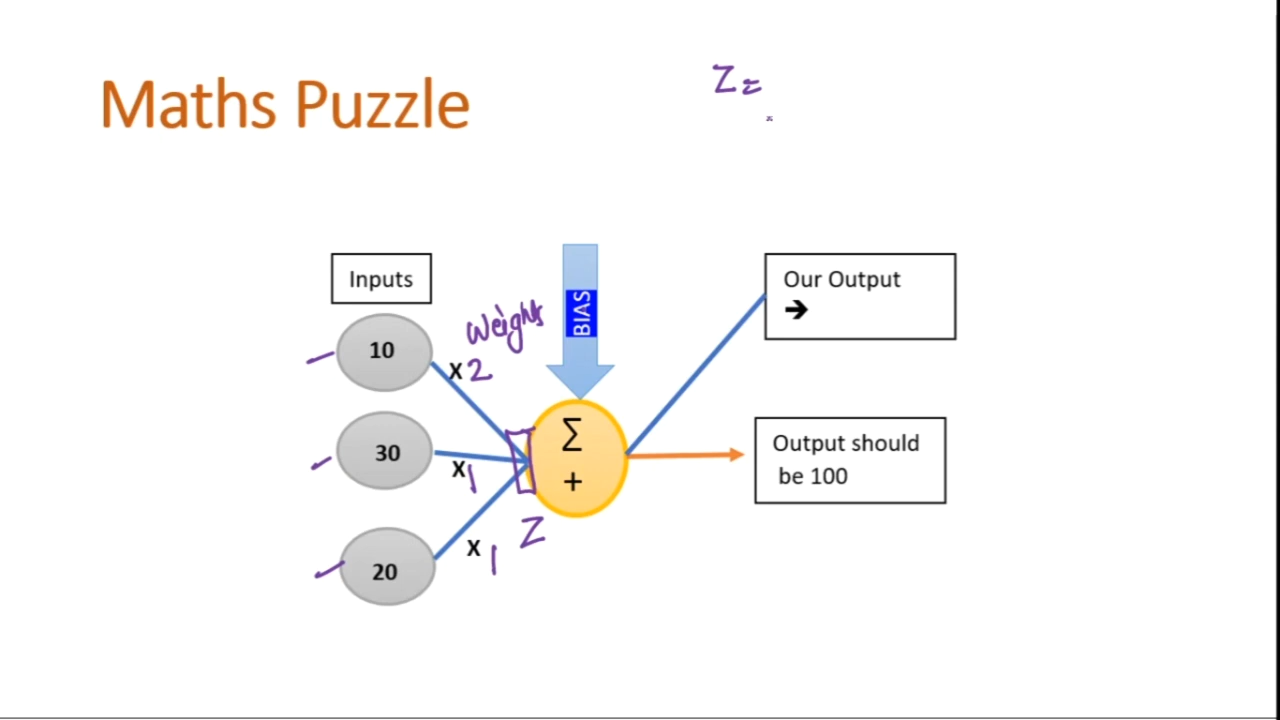 Maths Puzzle
Z =
Inputs
Weights
BIAS
10
x 2
30
x 1
20
x 1
Z
Σ
+
Our Output
➔
Output should
be 100